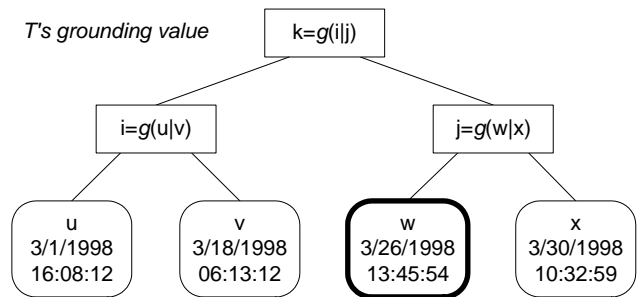 T's grounding value
k=g(i|j)
i=g(u|v)
j=g(w|x)
u
3/1/1998
16:08:12
v
3/18/1998
06:13:12
w
3/26/1998
13:45:54
x
3/30/1998
10:32:59